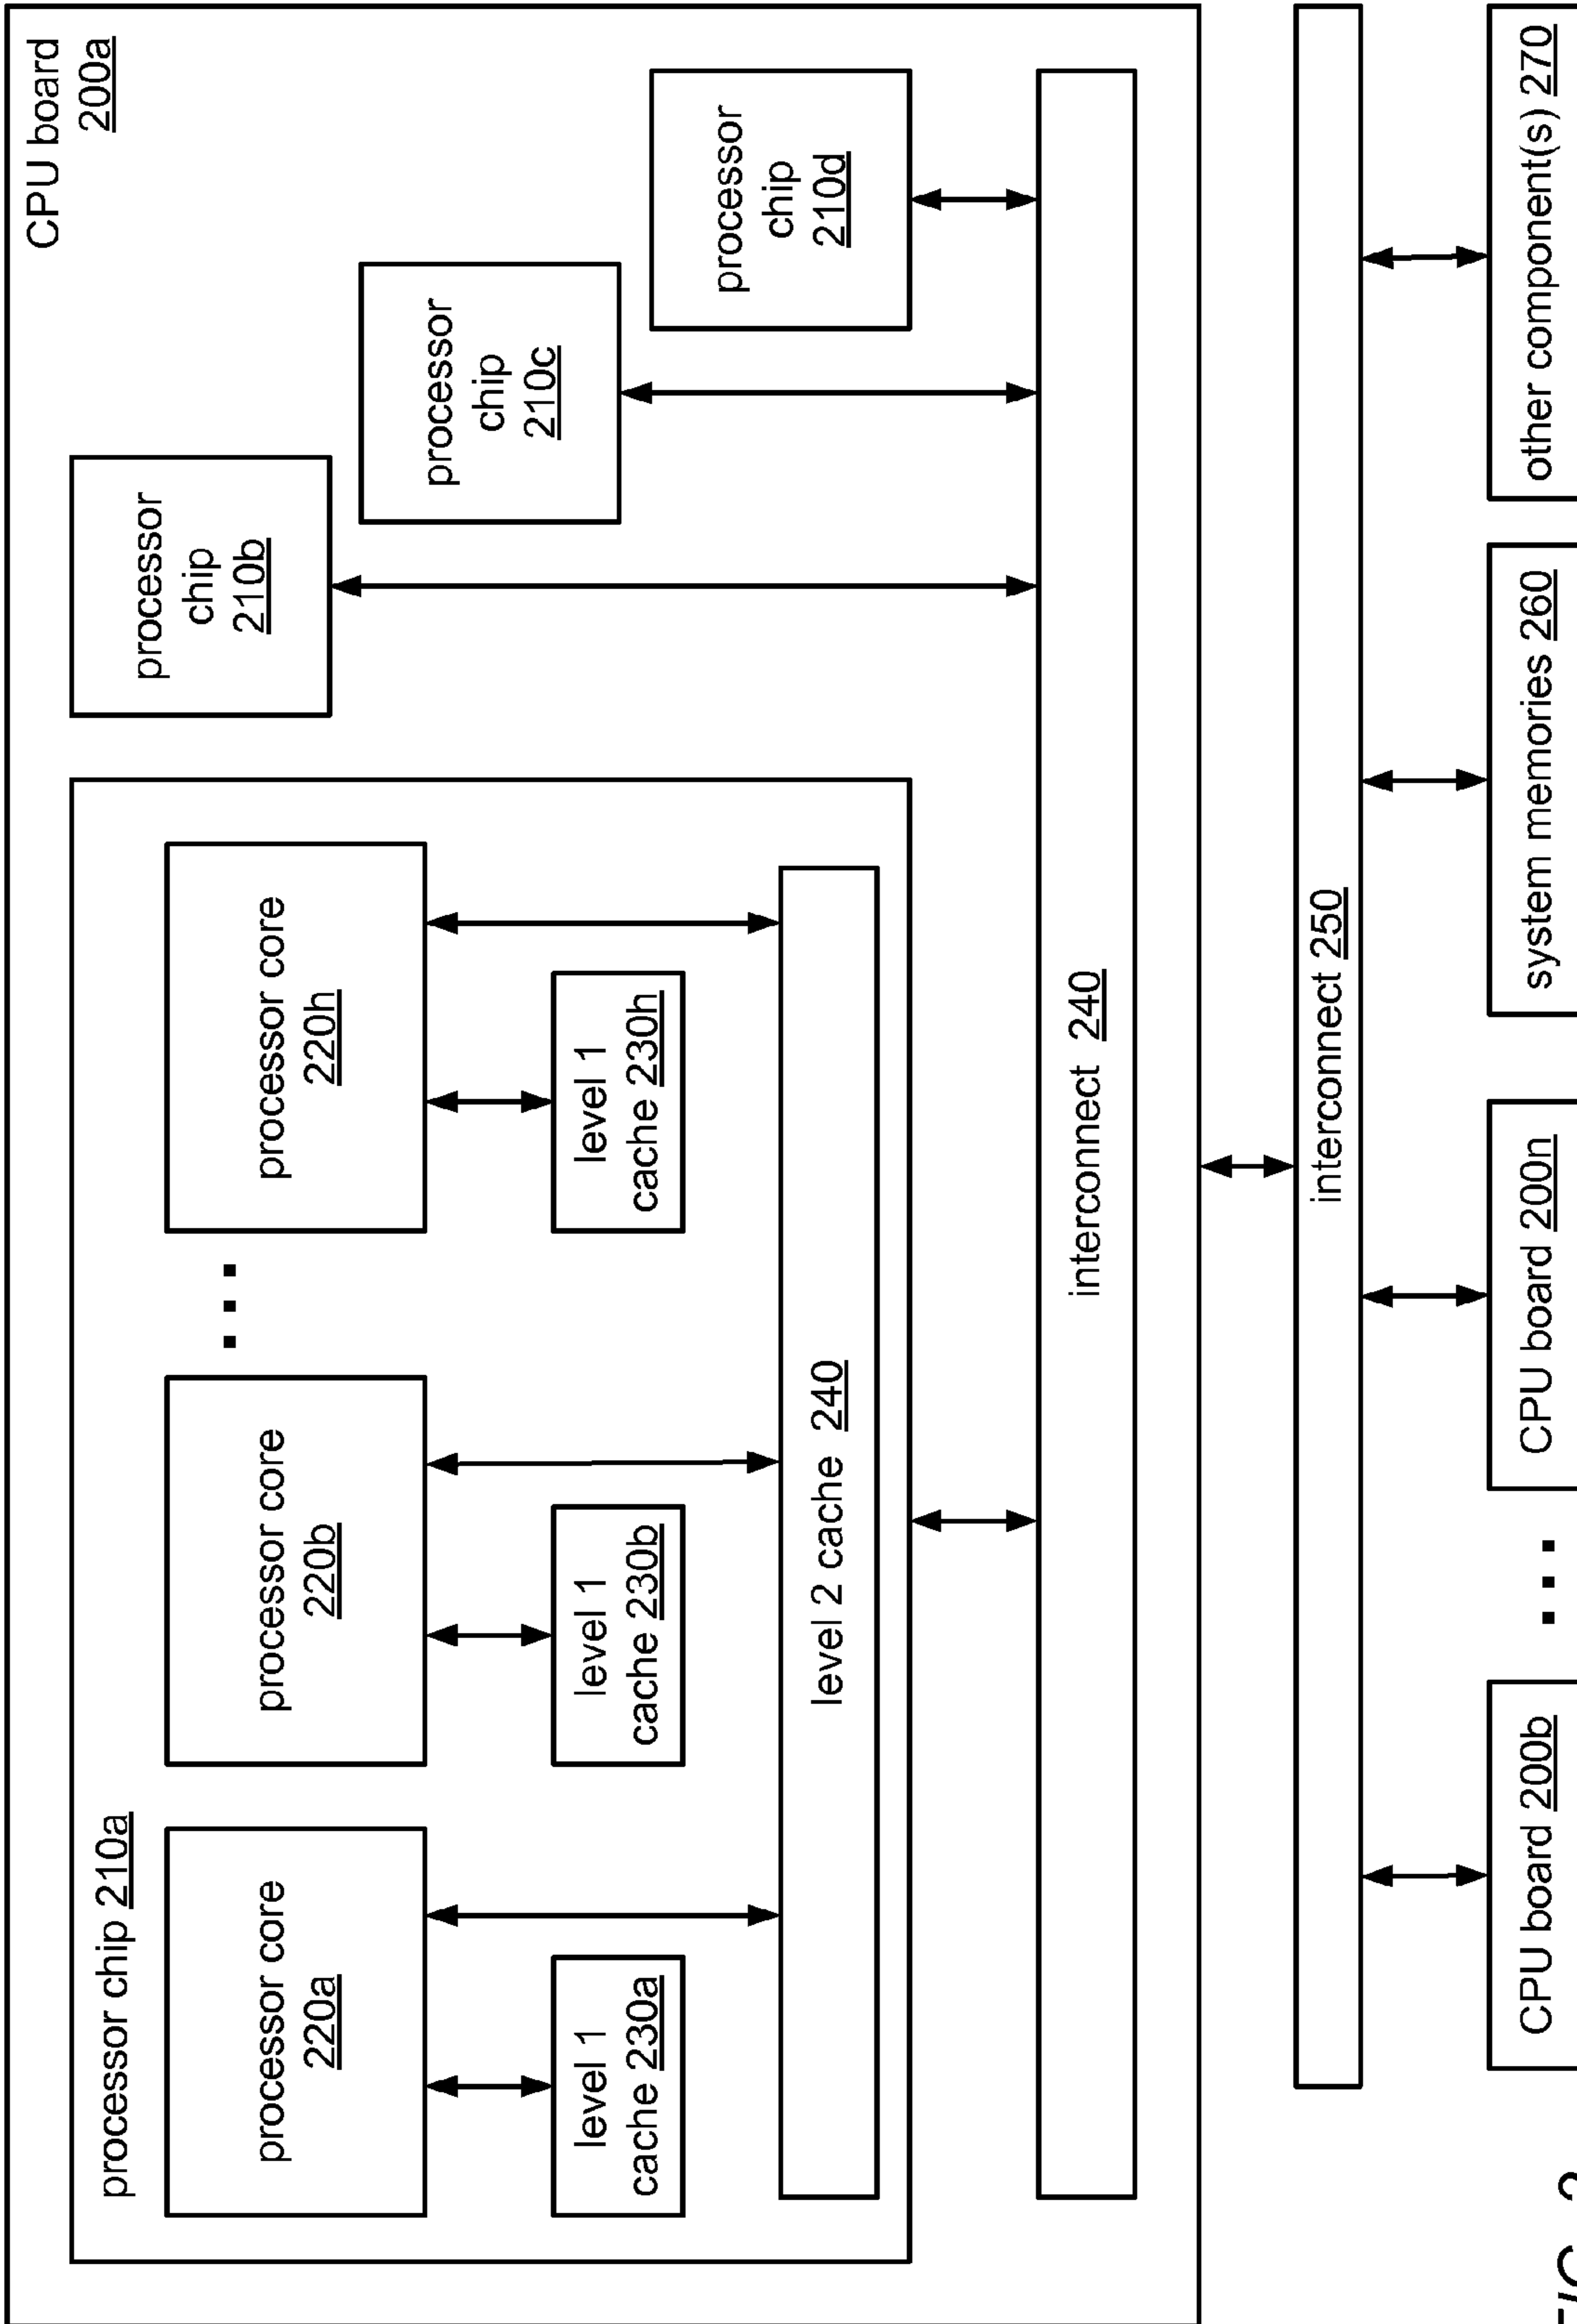 CPU board
200a
processor chip 210a
processor core
220a
processor core
220b
...
processor core
220h
level 1
cache 230a
level 1
cache 230b
level 1
cache 230h
level 2 cache 240
processor
chip
210b
processor
chip
210c
processor
chip
210d
interconnect 240
interconnect 250
CPU board 200b
...
CPU board 200n
system memories 260
other component(s) 270